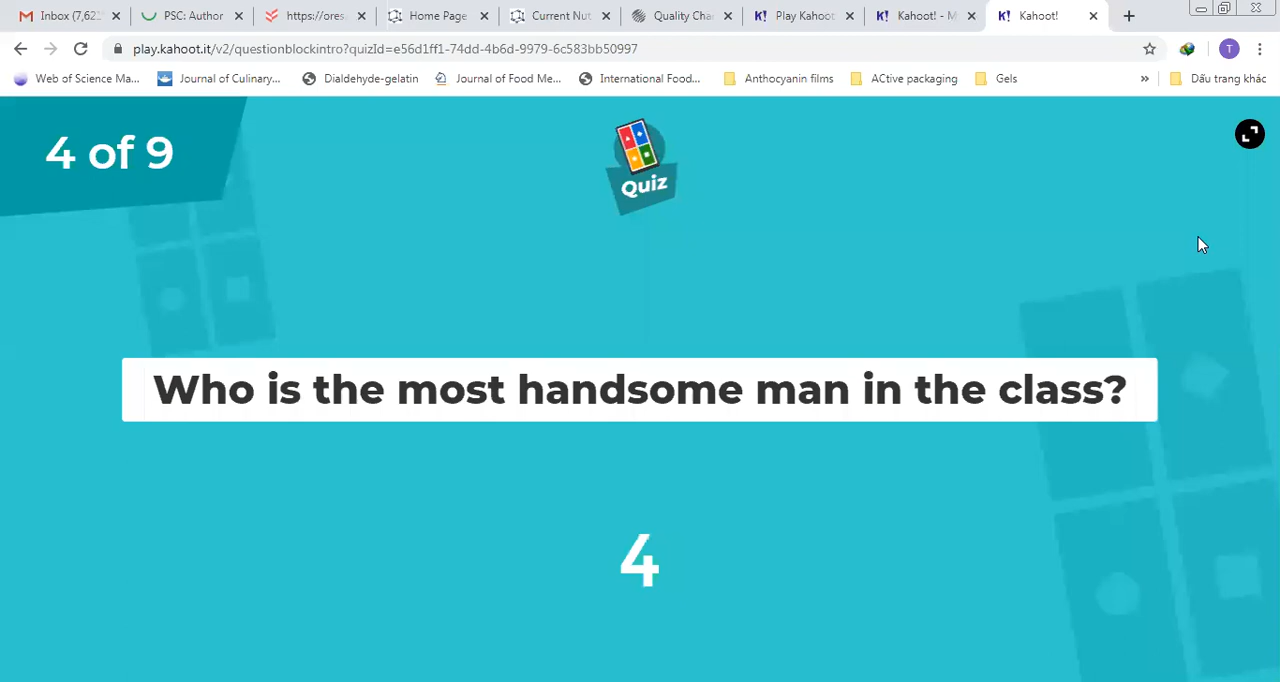 Inbox (7,62
PSC: Author
https://ores.
Home Page
Current Nut
Quality Cha
Play Kahoot
Kahoot! - M
Kahoot!
play.kahoot.it/v2/questionblockintro?quizId=e56d1ff1-74dd-4b6d-9979-6c583bb50997
T
Web of Science Ma...
Journal of Culinary...
Dialdehyde-gelatin
Journal of Food Me...
International Food...
Anthocyanin films
ACtive packaging
Gels
»
Dấu trang khác
4 of 9
Quiz
Who is the most handsome man in the class?
4